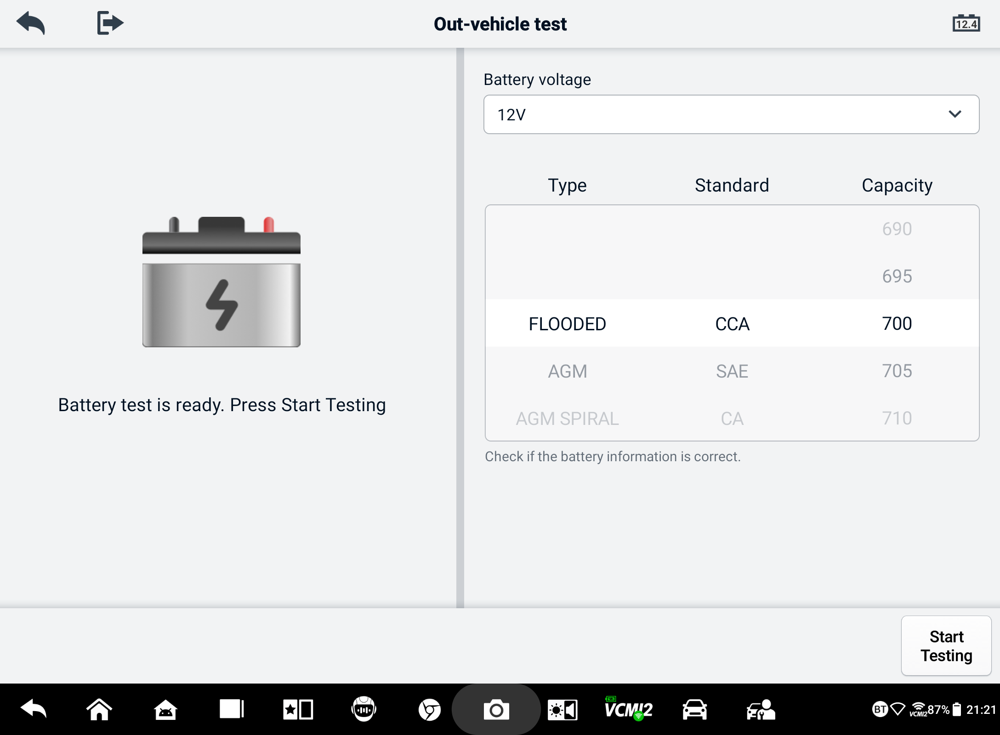 Out-vehicle test
12.4
Battery voltage
12V
Type Standard Capacity
690
695
FLOODED CCA 700
AGM SAE 705
AGM SPIRAL CA 710
Check if the battery information is correct.
Battery test is ready. Press Start Testing
Start
Testing
VCMI2
BT
VCMI2
87%
21:21